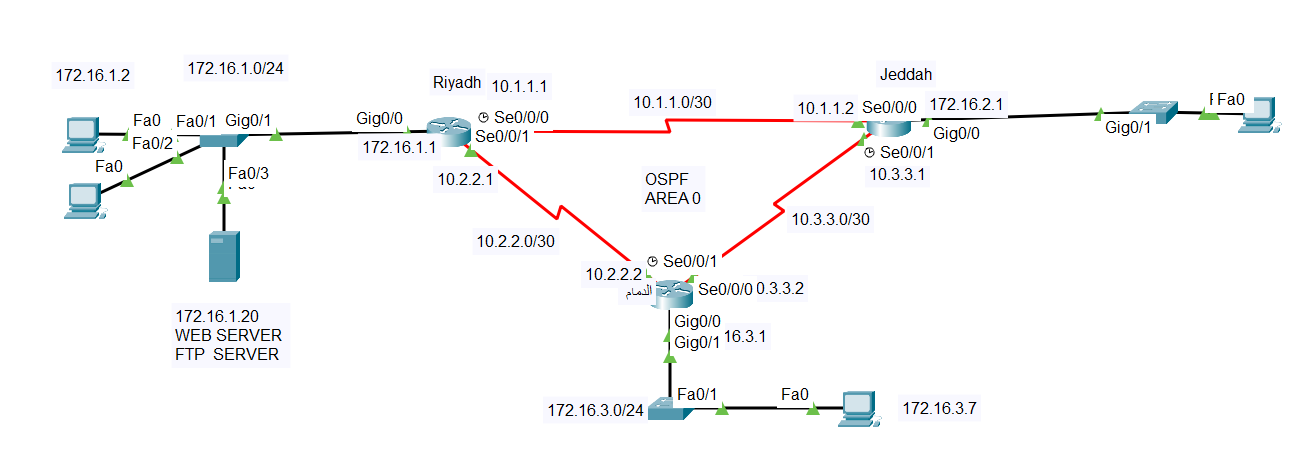 172.16.1.2
172.16.1.0/24
Riyadh
10.1.1.1
Jeddah
10.1.1.0/30
10.1.1.2
Se0/0/0
172.16.2.1
Fa0
Fa0
Fa0/1
Gig0/1
Gig0/0
Se0/0/0
Se0/0/1
Gig0/0
Gig0/1
Fa0/2
172.16.1.1
Se0/0/1
Fa0
Fa0/3
10.2.2.1
OSPF
AREA 0
10.3.3.1
10.3.3.0/30
10.2.2.0/30
Se0/0/1
10.2.2.2
الدمام
Se0/0/0
0.3.3.2
172.16.1.20
WEB SERVER
FTP SERVER
Gig0/0
Gig0/1
16.3.1
172.16.3.0/24
Fa0/1
Fa0
172.16.3.7